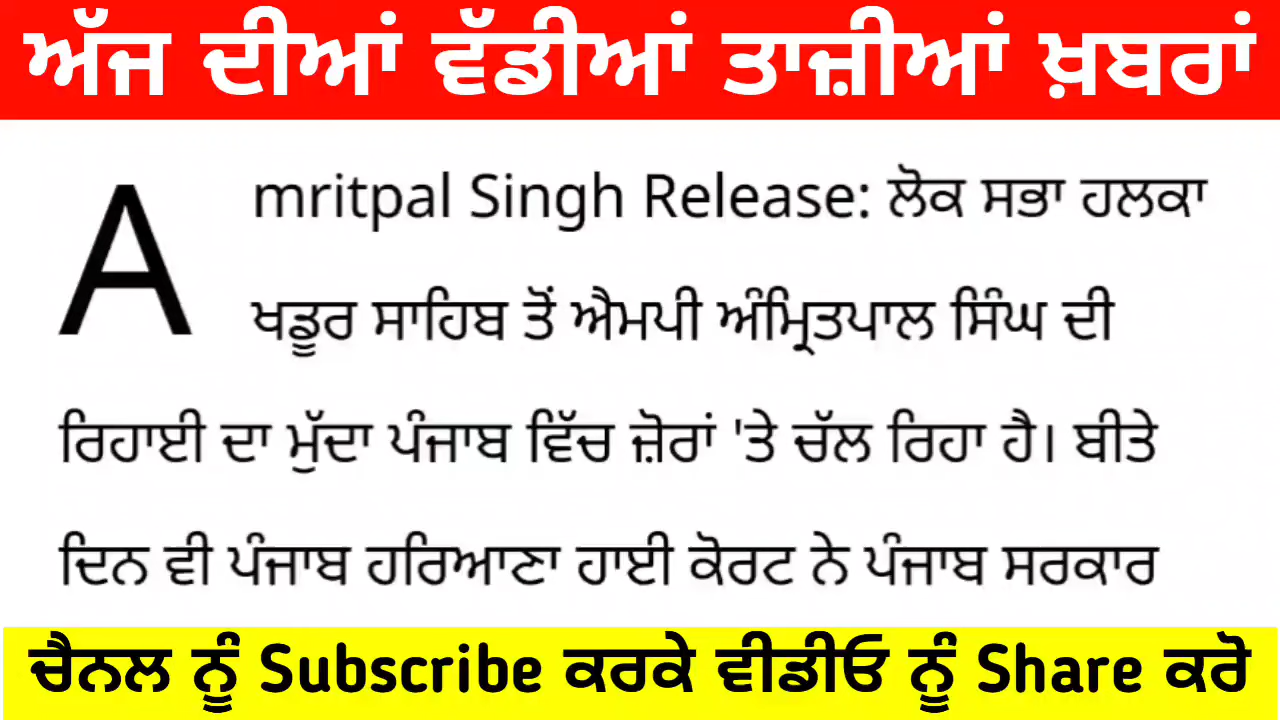 ਅੱਜ ਦੀਆਂ ਵੱਡੀਆਂ ਤਾਜ਼ੀਆਂ ਖ਼ਬਰਾਂ
Amritpal Singh Release: ਲੋਕ ਸਭਾ ਹਲਕਾ
ਖਡੂਰ ਸਾਹਿਬ ਤੋਂ ਐਮਪੀ ਅੰਮ੍ਰਿਤਪਾਲ ਸਿੰਘ ਦੀ
ਰਿਹਾਈ ਦਾ ਮੁੱਦਾ ਪੰਜਾਬ ਵਿੱਚ ਜ਼ੋਰਾਂ 'ਤੇ ਚੱਲ ਰਿਹਾ ਹੈ। ਬੀਤੇ
ਦਿਨ ਵੀ ਪੰਜਾਬ ਹਰਿਆਣਾ ਹਾਈ ਕੋਰਟ ਨੇ ਪੰਜਾਬ ਸਰਕਾਰ
ਚੈਨਲ ਨੂੰ Subscribe ਕਰਕੇ ਵੀਡੀਓ ਨੂੰ Share ਕਰੋ